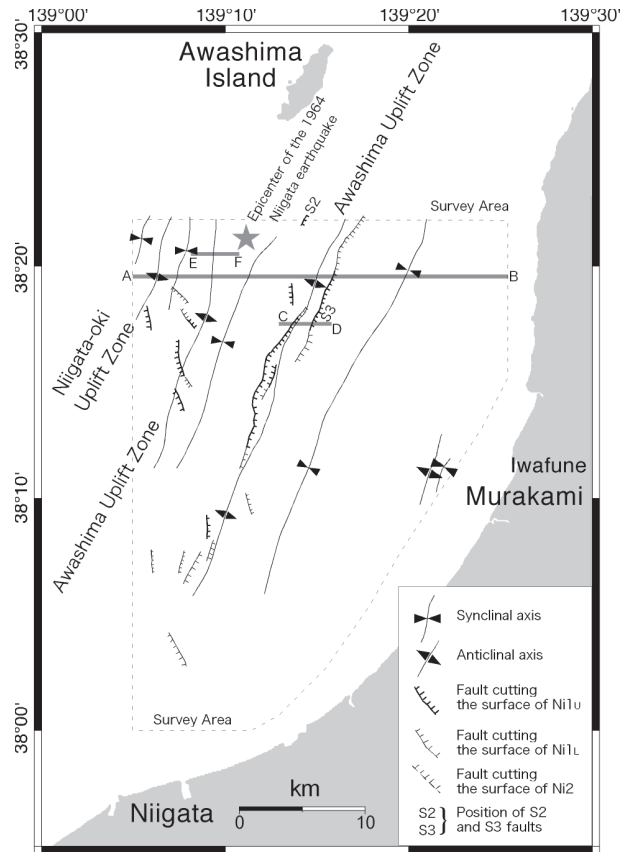 139°00'
139°10'
139°20'
139°30'
38°30'
38°20'
38°10'
38°00'
Awashima
Island
Epicenter of the 1964
Niigata earthquake
Awashima Uplift Zone
S2
Survey Area
E
F
A
B
C
D
S3
Niigata-oki
Uplift Zone
Awashima Uplift Zone
Iwafune
Murakami
Survey Area
Niigata
km
0
10
Synclinal axis
Anticlinal axis
Fault cutting
the surface of Ni1U
Fault cutting
the surface of Ni1L
Fault cutting
the surface of Ni2
S2
S3
} Position of S2
and S3 faults